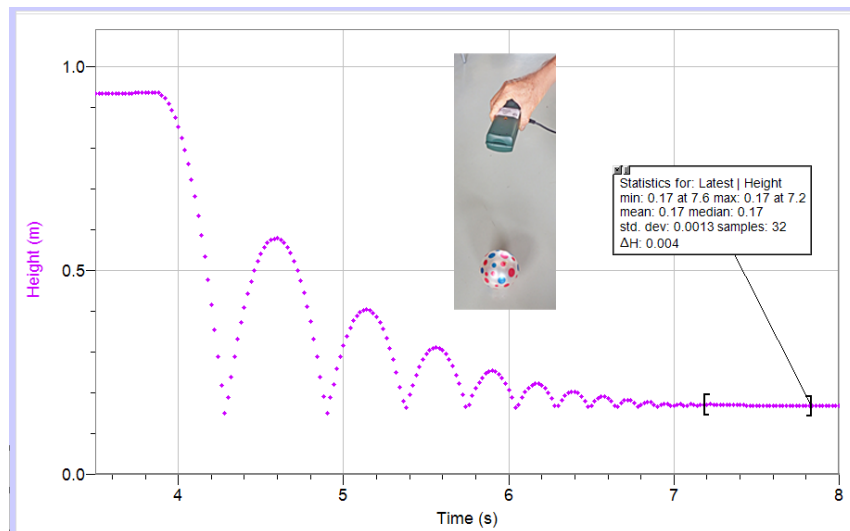 1.0
0.5
0.0
Height (m)
Statistics for: Latest | Height
min: 0.17 at 7.6 max: 0.17 at 7.2
mean: 0.17 median: 0.17
std. dev: 0.0013 samples: 32
ΔH: 0.004
4 5 6 7 8
Time (s)